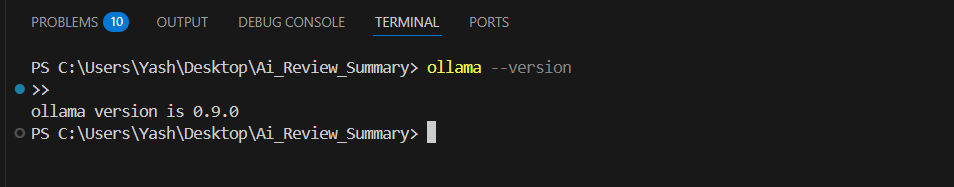 PROBLEMS 10 OUTPUT DEBUG CONSOLE TERMINAL PORTS
PS C:\Users\Yash\Desktop\Ai_Review_Summary> ollama --version
>>
ollama version is 0.9.0
PS C:\Users\Yash\Desktop\Ai_Review_Summary>